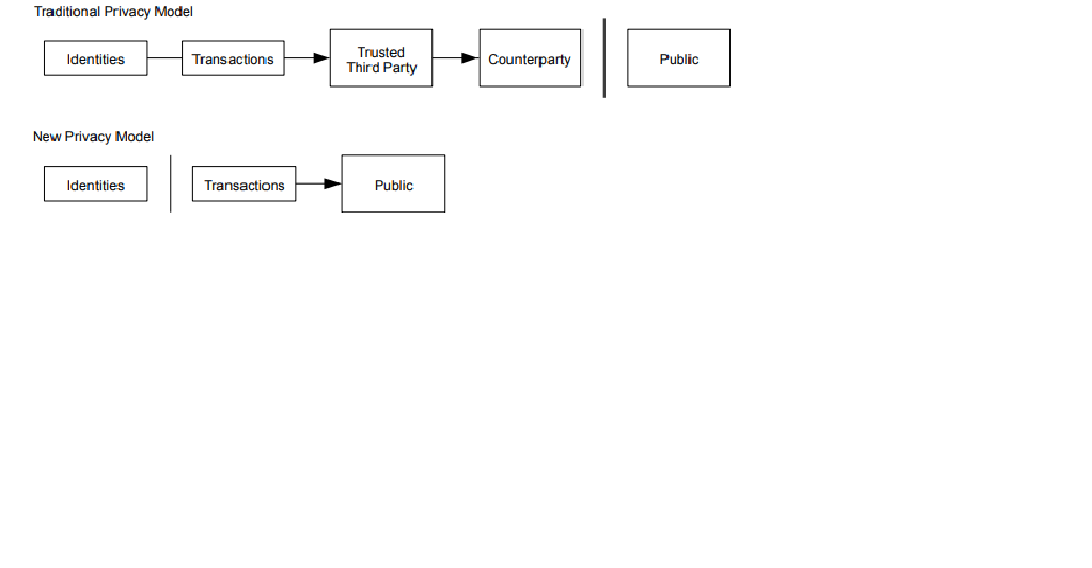 Traditional Privacy Model
Identities
Transactions
Trusted
Third Party
Counterparty
Public
New Privacy Model
Identities
Transactions
Public